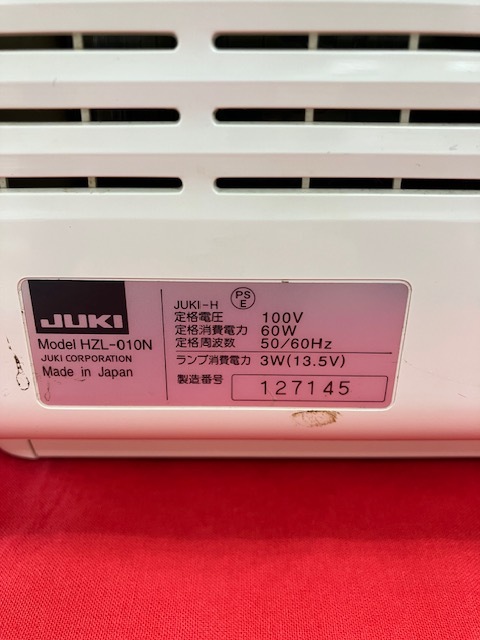 JUKI
Model HZL-010N
JUKI CORPORATION
Made in Japan
JUKI-H
PS
E
定格電圧 100V
定格消費電力 60W
定格周波数 50/60Hz
ランプ消費電力 3W(13.5V)
製造番号 127145